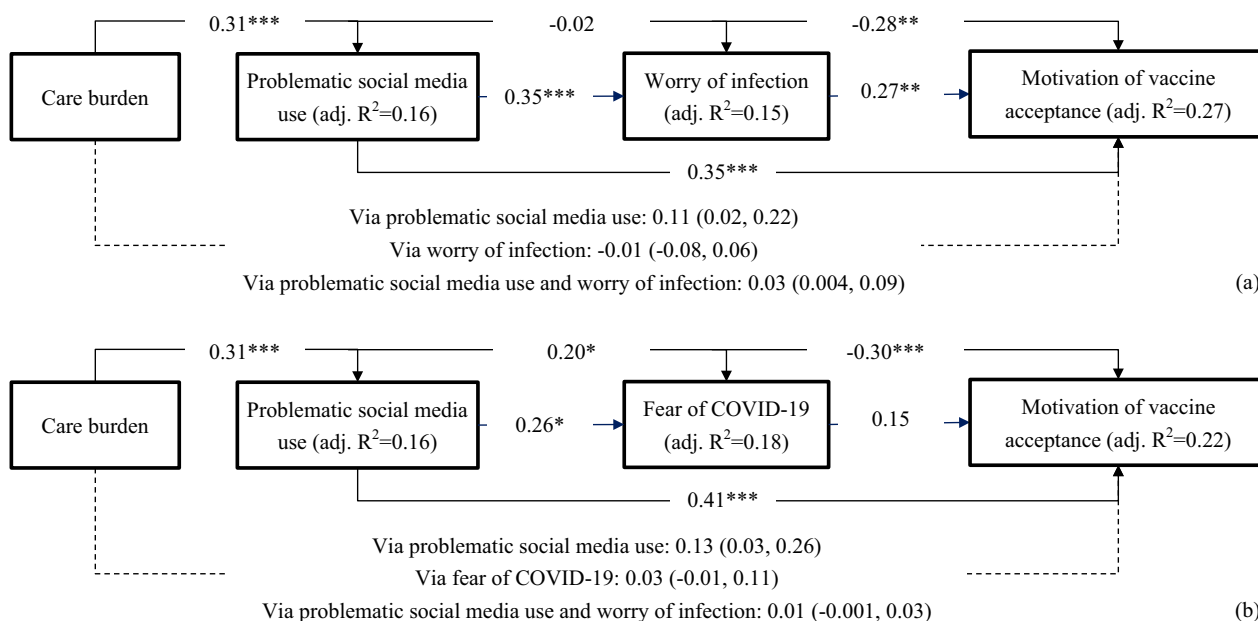 0.31***
-0.02
-0.28**
Care burden
Problematic social media
use (adj. R²=0.16)
0.35***
Worry of infection
(adj. R²=0.15)
0.27**
Motivation of vaccine
acceptance (adj. R²=0.27)
0.35***
Via problematic social media use: 0.11 (0.02, 0.22)
Via worry of infection: -0.01 (-0.08, 0.06)
Via problematic social media use and worry of infection: 0.03 (0.004, 0.09)
(a)
0.31***
0.20*
-0.30***
Care burden
Problematic social media
use (adj. R²=0.16)
0.26*
Fear of COVID-19
(adj. R²=0.18)
0.15
Motivation of vaccine
acceptance (adj. R²=0.22)
0.41***
Via problematic social media use: 0.13 (0.03, 0.26)
Via fear of COVID-19: 0.03 (-0.01, 0.11)
Via problematic social media use and worry of infection: 0.01 (-0.001, 0.03)
(b)